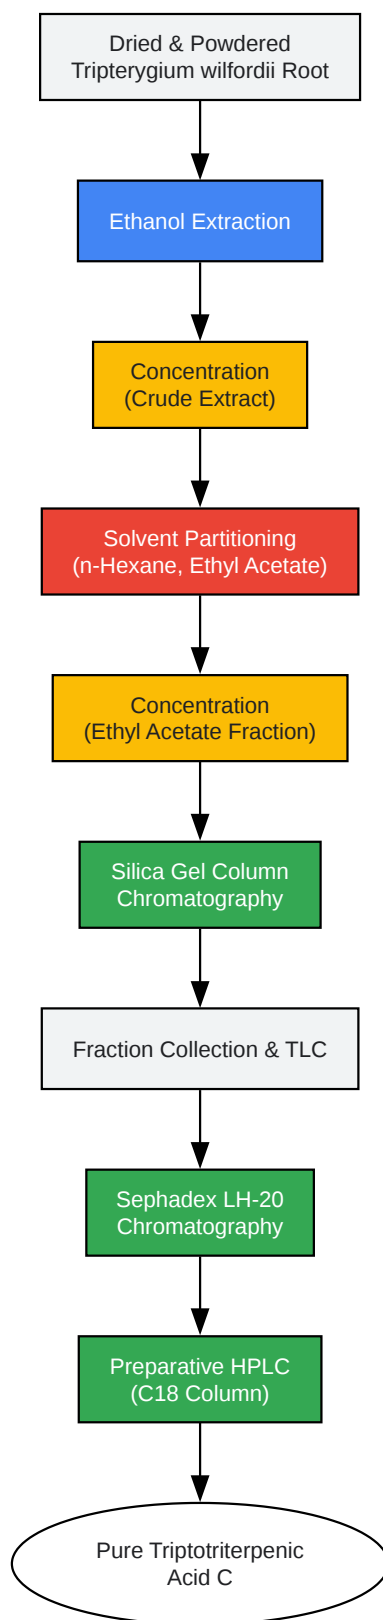 Dried & Powdered
Tripterygium wilfordii Root
Ethanol Extraction
Concentration
(Crude Extract)
Solvent Partitioning
(n-Hexane, Ethyl Acetate)
Concentration
(Ethyl Acetate Fraction)
Silica Gel Column
Chromatography
Fraction Collection & TLC
Sephadex LH-20
Chromatography
Preparative HPLC
(C18 Column)
Pure Triptotriterpenic
Acid C